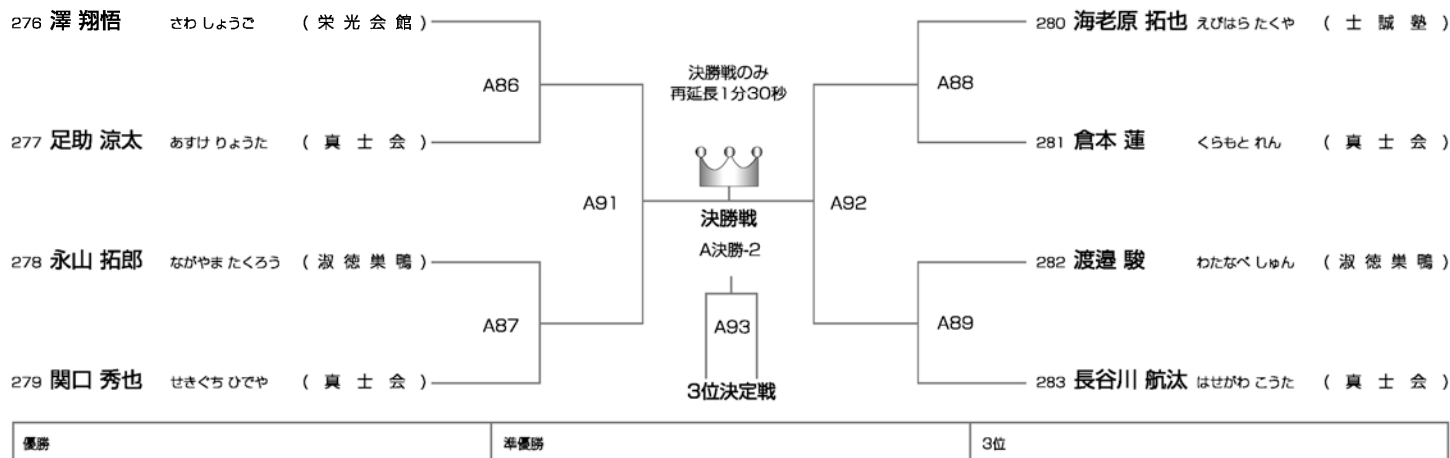 276 澤 翔悟 さわ しょうご (栄光会館)
A86
277 足助 涼太 あすけ りょうた (真士会)
A91
278 永山 拓郎 ながやま たくろう (淑徳巣鴨)
A87
279 関口 秀也 せきぐち ひでや (真士会)
決勝戦のみ
再延長1分30秒
決勝戦
A決勝-2
A93
3位決定戦
280 海老原 拓也 えびはら たくや (士誠塾)
A88
281 倉本 蓮 くらもと れん (真士会)
A92
282 渡邉 駿 わたなべ しゅん (淑徳巣鴨)
A89
283 長谷川 航汰 はせがわ こうた (真士会)
優勝 準優勝 3位